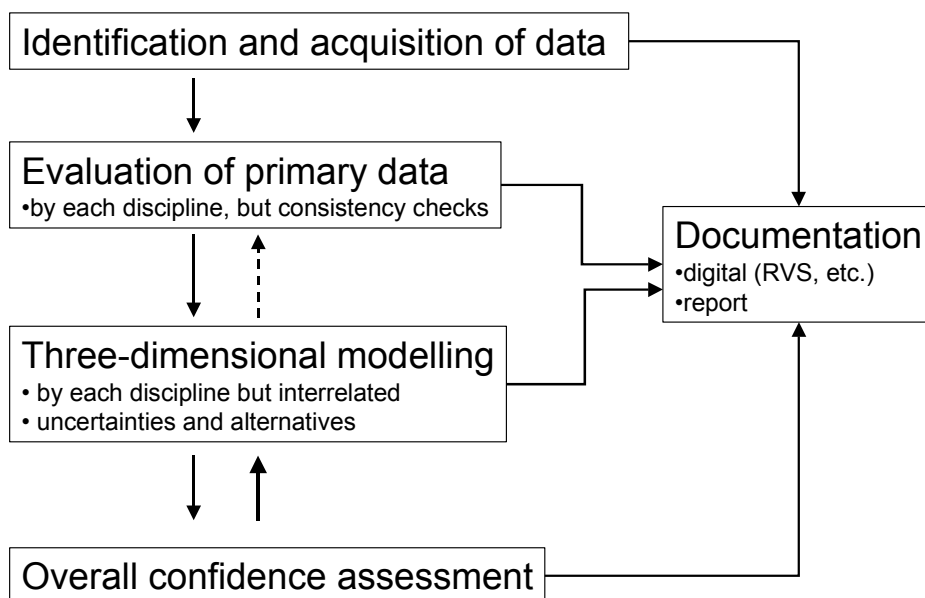 Identification and acquisition of data
Evaluation of primary data
•by each discipline, but consistency checks
Three-dimensional modelling
• by each discipline but interrelated
• uncertainties and alternatives
Overall confidence assessment
Documentation
•digital (RVS, etc.)
•report